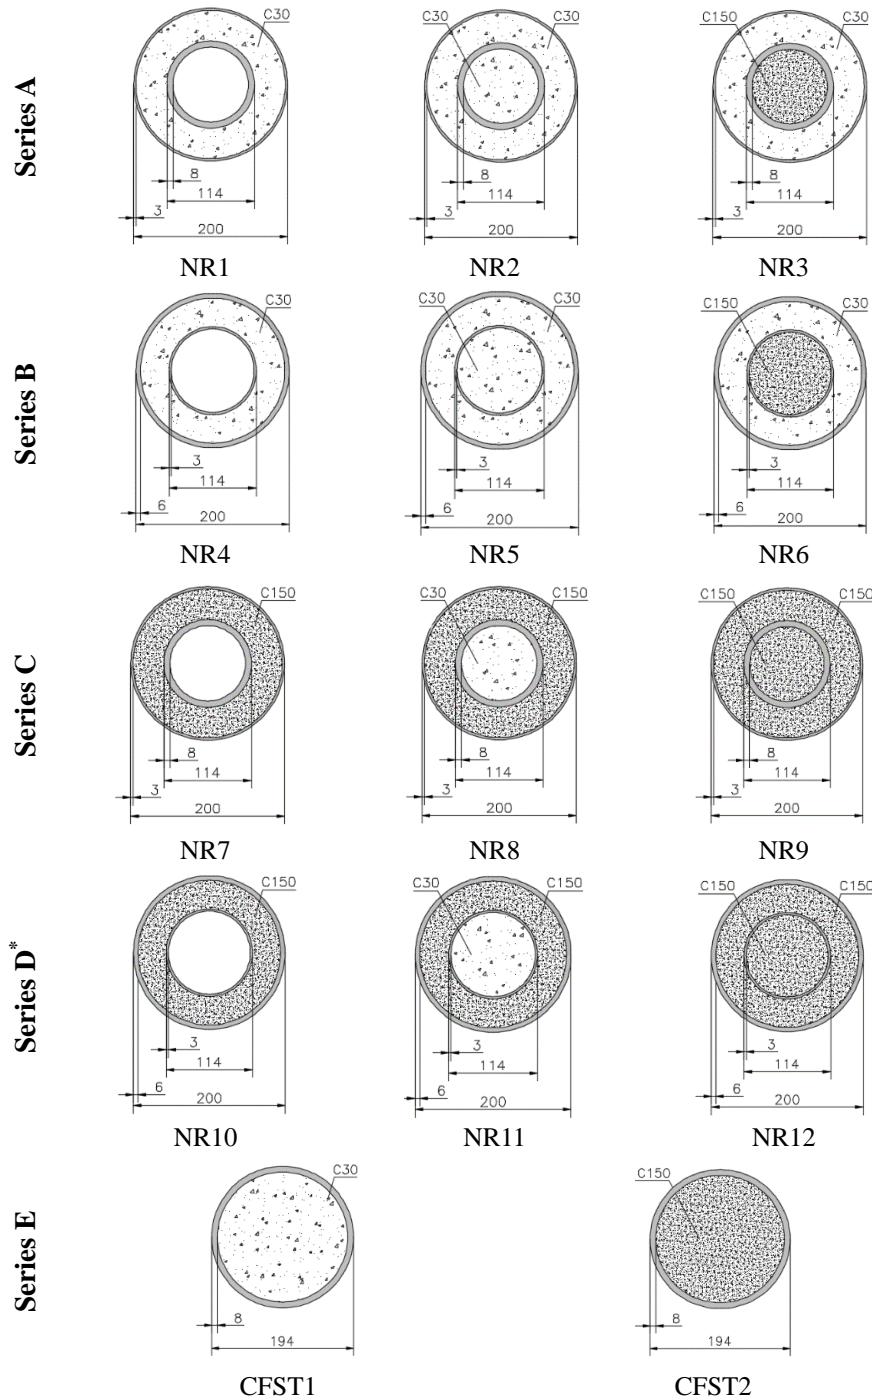 Series A
C30
8
114
3
200
NR1
C30
C30
8
114
3
200
NR2
C150
C30
8
114
3
200
NR3
Series B
C30
3
114
6
200
NR4
C30
C30
3
114
6
200
NR5
C150
C30
3
114
6
200
NR6
Series C
C150
8
114
3
200
NR7
C30
C150
8
114
3
200
NR8
C150
C150
8
114
3
200
NR9
Series D*
C150
3
114
6
200
NR10
C30
C150
3
114
6
200
NR11
C150
C150
3
114
6
200
NR12
Series E
C30
8
194
CFST1
C150
8
194
CFST2